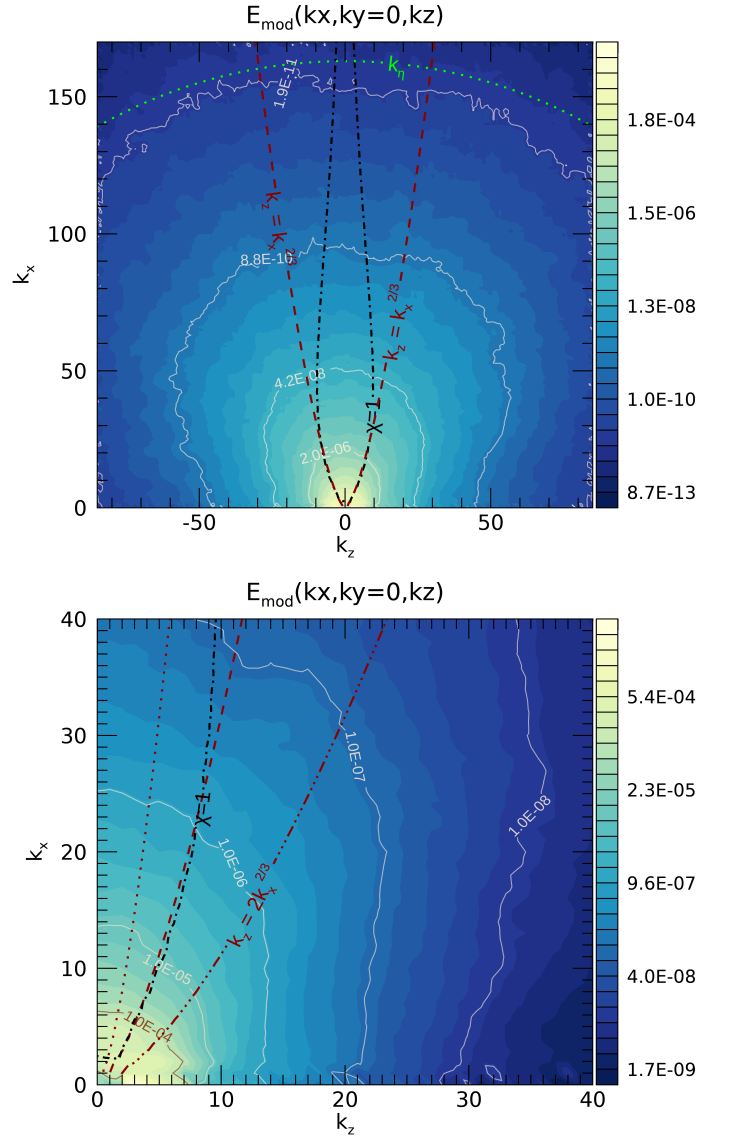 E_mod(kx,ky=0,kz)
k_η
1.9E-11
150
1.8E-04
k_z = k_x^2/3
1.5E-06
100
8.8E-10
k_x
1.3E-08
k_z = k_x^2/3
50
4.2E-08
1.0E-10
χ=1
2.0E-06
8.7E-13
0
-50
0
50
k_z
E_mod(kx,ky=0,kz)
40
5.4E-04
30
1.0E-07
2.3E-05
χ=1
1.0E-08
k_x
20
1.0E-06
9.6E-07
k_z = 2k_x^2/3
10
1.0E-05
4.0E-08
1.0E-04
1.7E-09
0
0
10
20
30
40
k_z